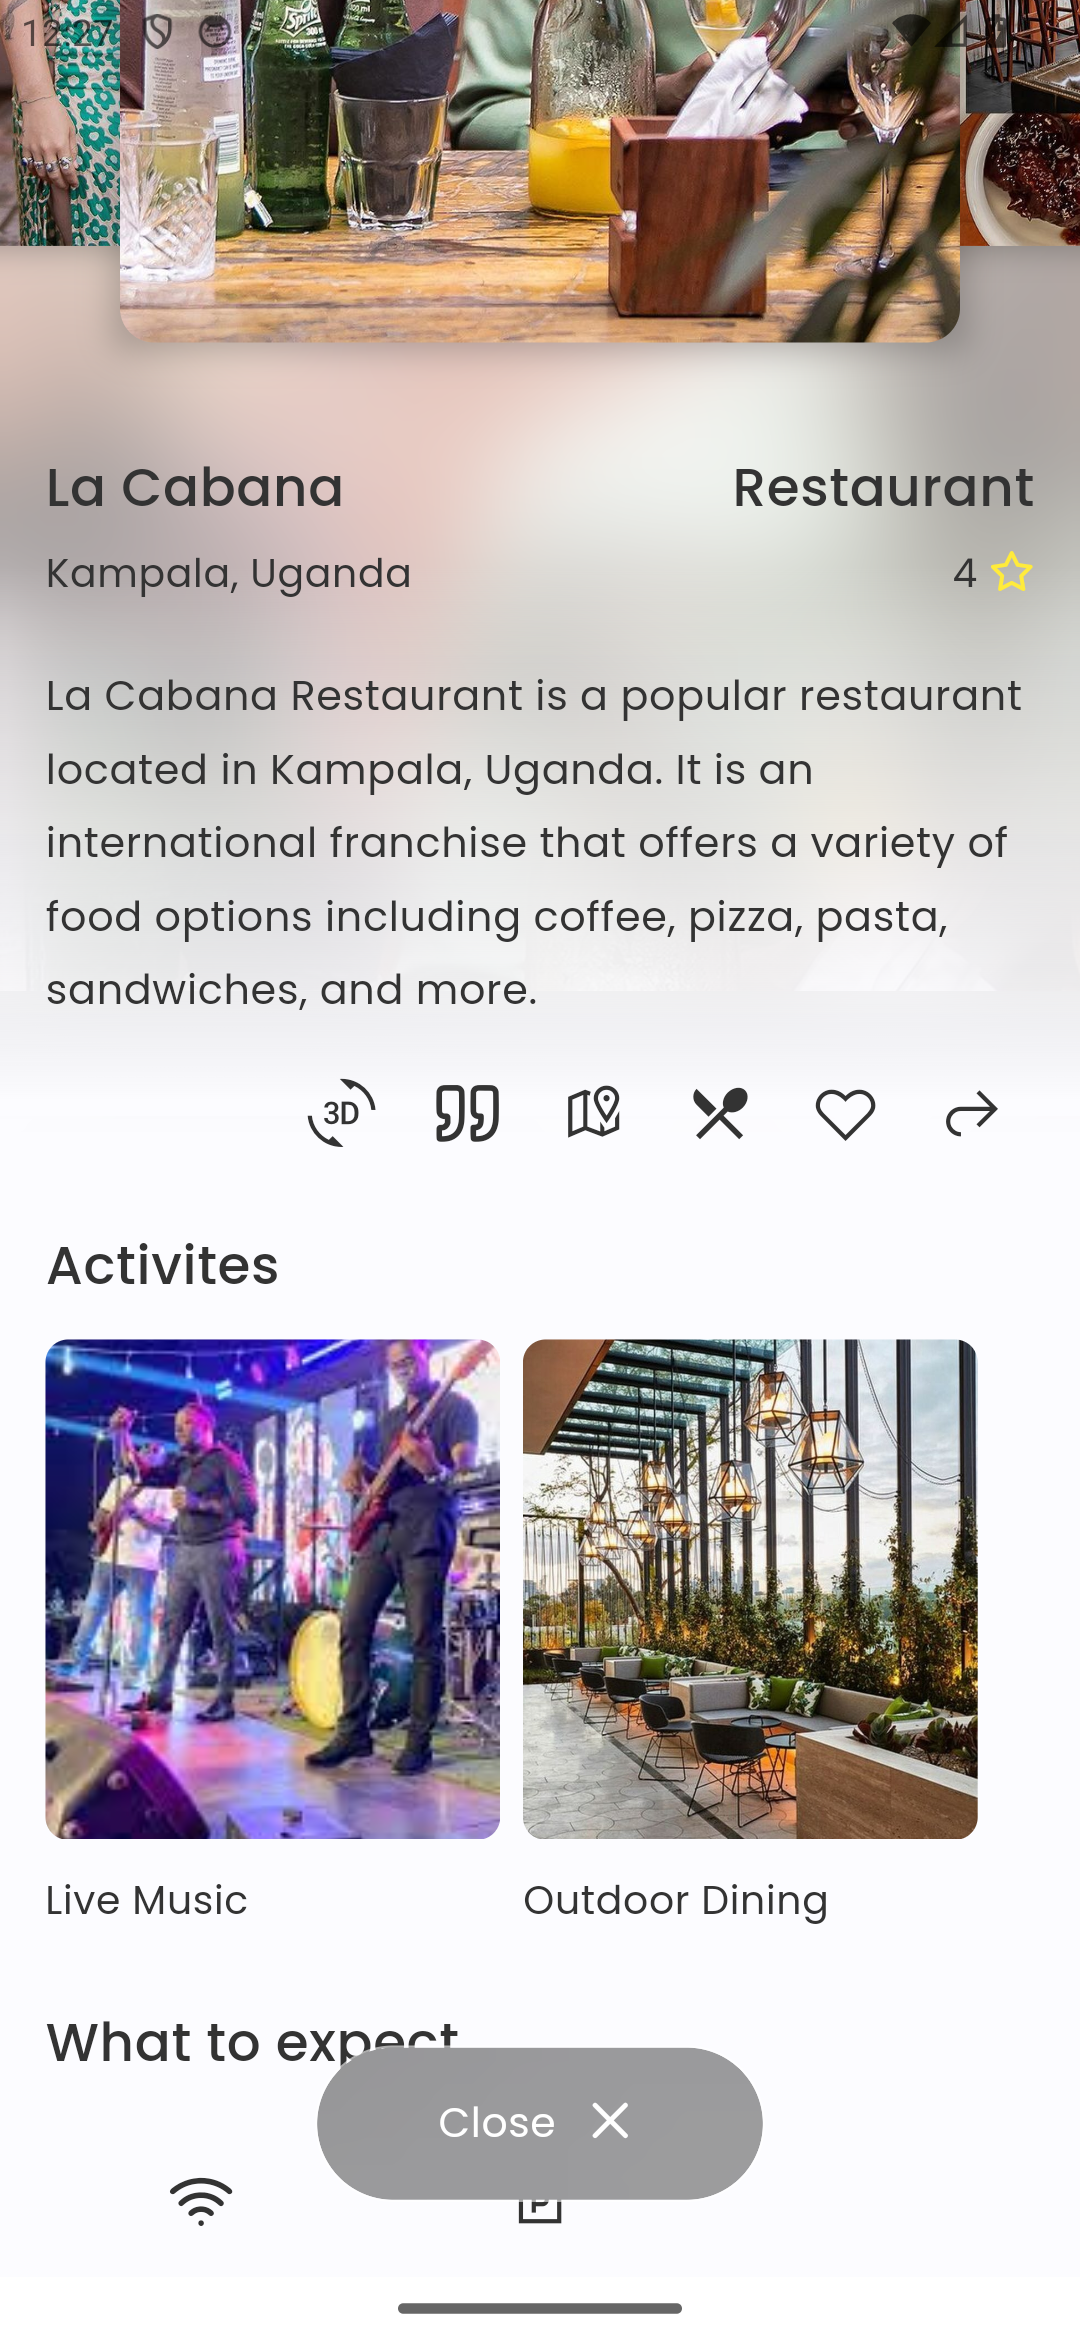 12:27
Sprite
La Cabana
Restaurant
Kampala, Uganda
4
La Cabana Restaurant is a popular restaurant
located in Kampala, Uganda. It is an
international franchise that offers a variety of
food options including coffee, pizza, pasta,
sandwiches, and more.
3D
Activites
Live Music
Outdoor Dining
What to expect
Close
P